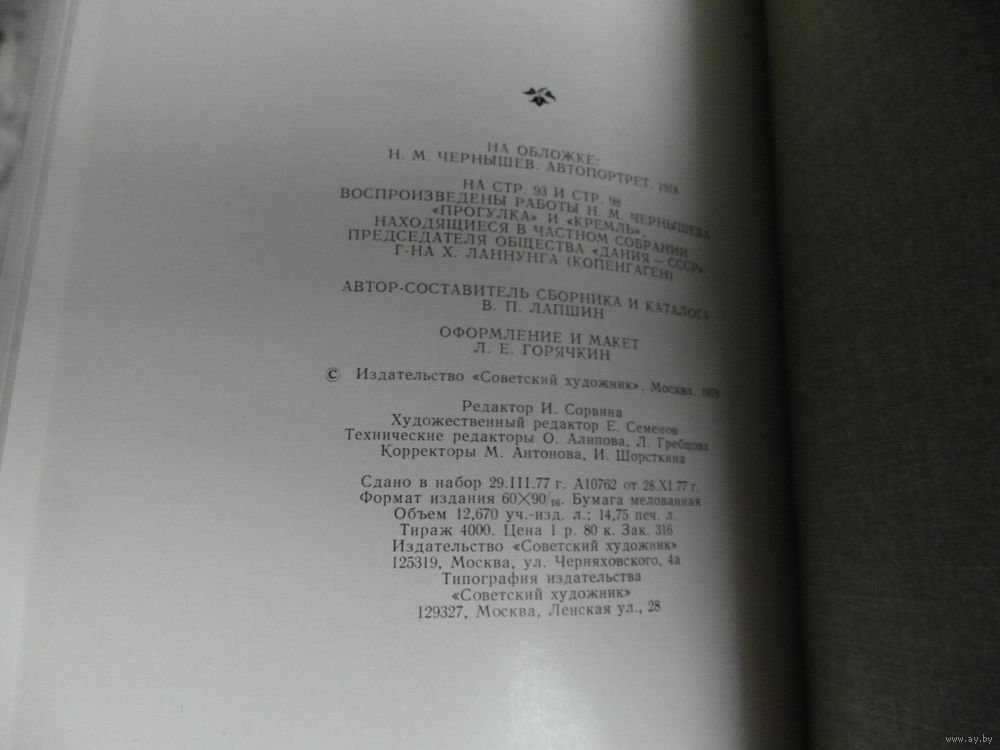 НА ОБЛОЖКЕ:
Н. М. ЧЕРНЫШЕВ. АВТОПОРТРЕТ. 1918
НА СТР. 93 И СТР. 98
ВОСПРОИЗВЕДЕНЫ РАБОТЫ Н. М. ЧЕРНЫШЕВА
«ПРОГУЛКА» И «КРЕМЛЬ»,
НАХОДЯЩИЕСЯ В ЧАСТНОМ СОБРАНИИ
ПРЕДСЕДАТЕЛЯ ОБЩЕСТВА «ДАНИЯ — СССР»
Г-НА Х. ЛАННУНГА (КОПЕНГАГЕН)
АВТОР-СОСТАВИТЕЛЬ СБОРНИКА И КАТАЛОГА
В. П. ЛАПШИН
ОФОРМЛЕНИЕ И МАКЕТ
Л. Е. ГОРЯЧКИН
© Издательство «Советский художник». Москва. 1978
Редактор И. Сорвина
Художественный редактор Е. Семенов
Технические редакторы О. Алипова, Л. Гребцова
Корректоры М. Антонова, И. Шорсткина
Сдано в набор 29.III.77 г. А10762 от 28.XI.77 г.
Формат издания 60×90/16. Бумага мелованная
Объем 12,670 уч.-изд. л.; 14,75 печ. л.
Тираж 4000. Цена 1 р. 80 к. Зак. 316
Издательство «Советский художник»
125319, Москва, ул. Черняховского, 4а
Типография издательства
«Советский художник»
129327, Москва, Ленская ул., 28
www.ay.by